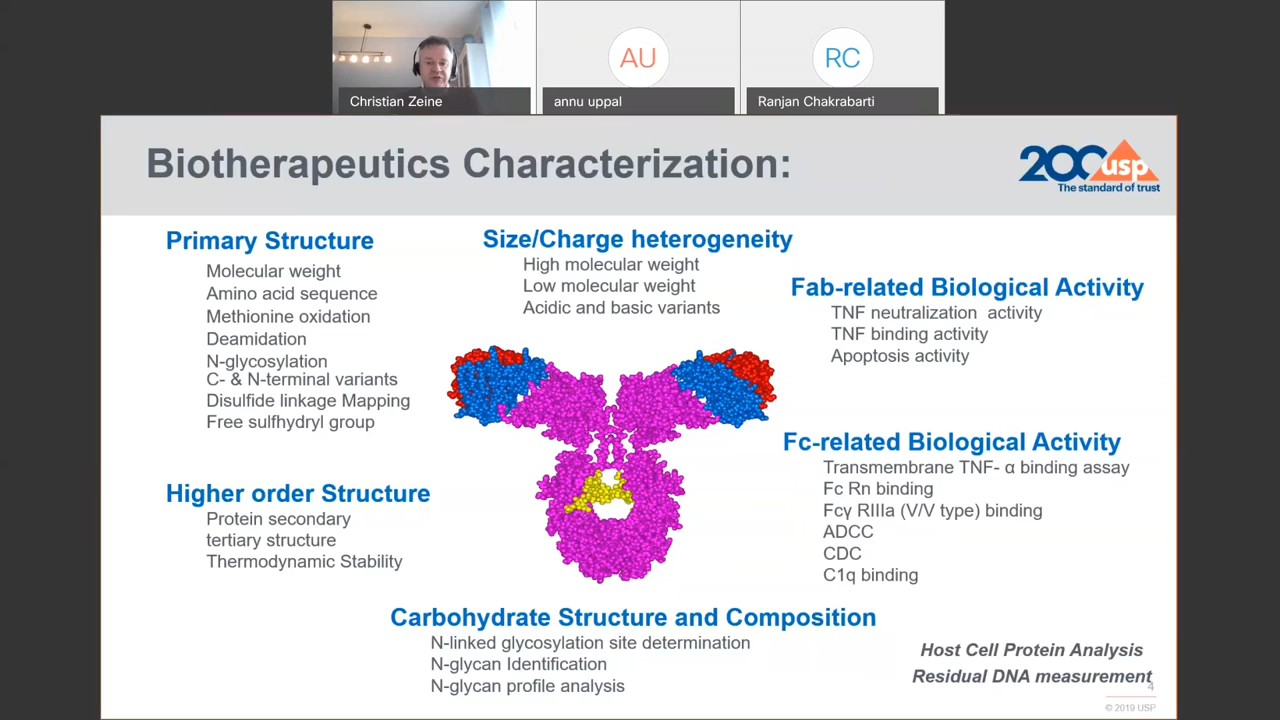 AU
RC
Christian Zeine
annu uppal
Ranjan Chakrabarti
Biotherapeutics Characterization:
200 usp
The standard of trust
Primary Structure
Molecular weight
Amino acid sequence
Methionine oxidation
Deamidation
N-glycosylation
C- & N-terminal variants
Disulfide linkage Mapping
Free sulfhydryl group
Size/Charge heterogeneity
High molecular weight
Low molecular weight
Acidic and basic variants
Fab-related Biological Activity
TNF neutralization activity
TNF binding activity
Apoptosis activity
Fc-related Biological Activity
Transmembrane TNF- α binding assay
Fc Rn binding
Fcγ RIIIa (V/V type) binding
ADCC
CDC
C1q binding
Higher order Structure
Protein secondary
tertiary structure
Thermodynamic Stability
Carbohydrate Structure and Composition
N-linked glycosylation site determination
N-glycan Identification
N-glycan profile analysis
Host Cell Protein Analysis
Residual DNA measurement
4
© 2019 USP